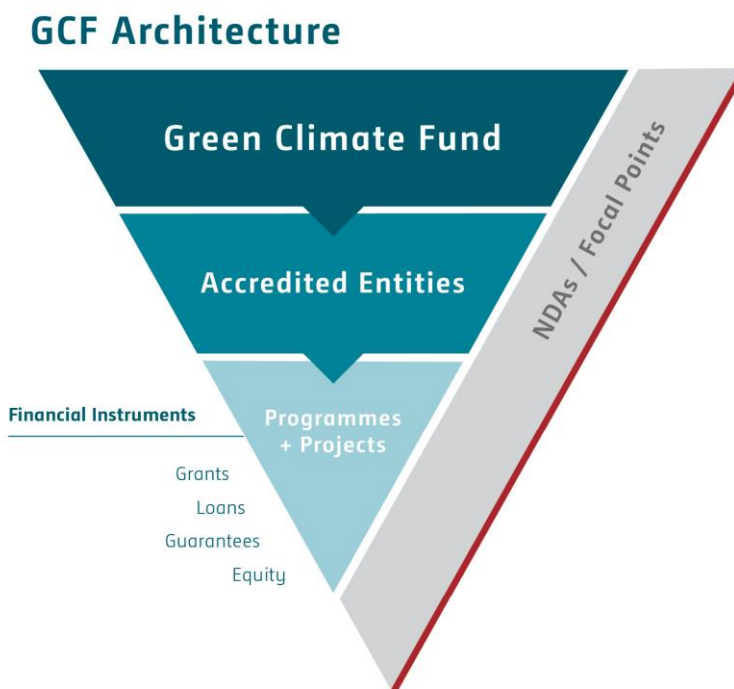 GCF Architecture
Green Climate Fund
NDAs / Focal Points
Accredited Entities
Financial Instruments
Programmes
+ Projects
Grants
Loans
Guarantees
Equity